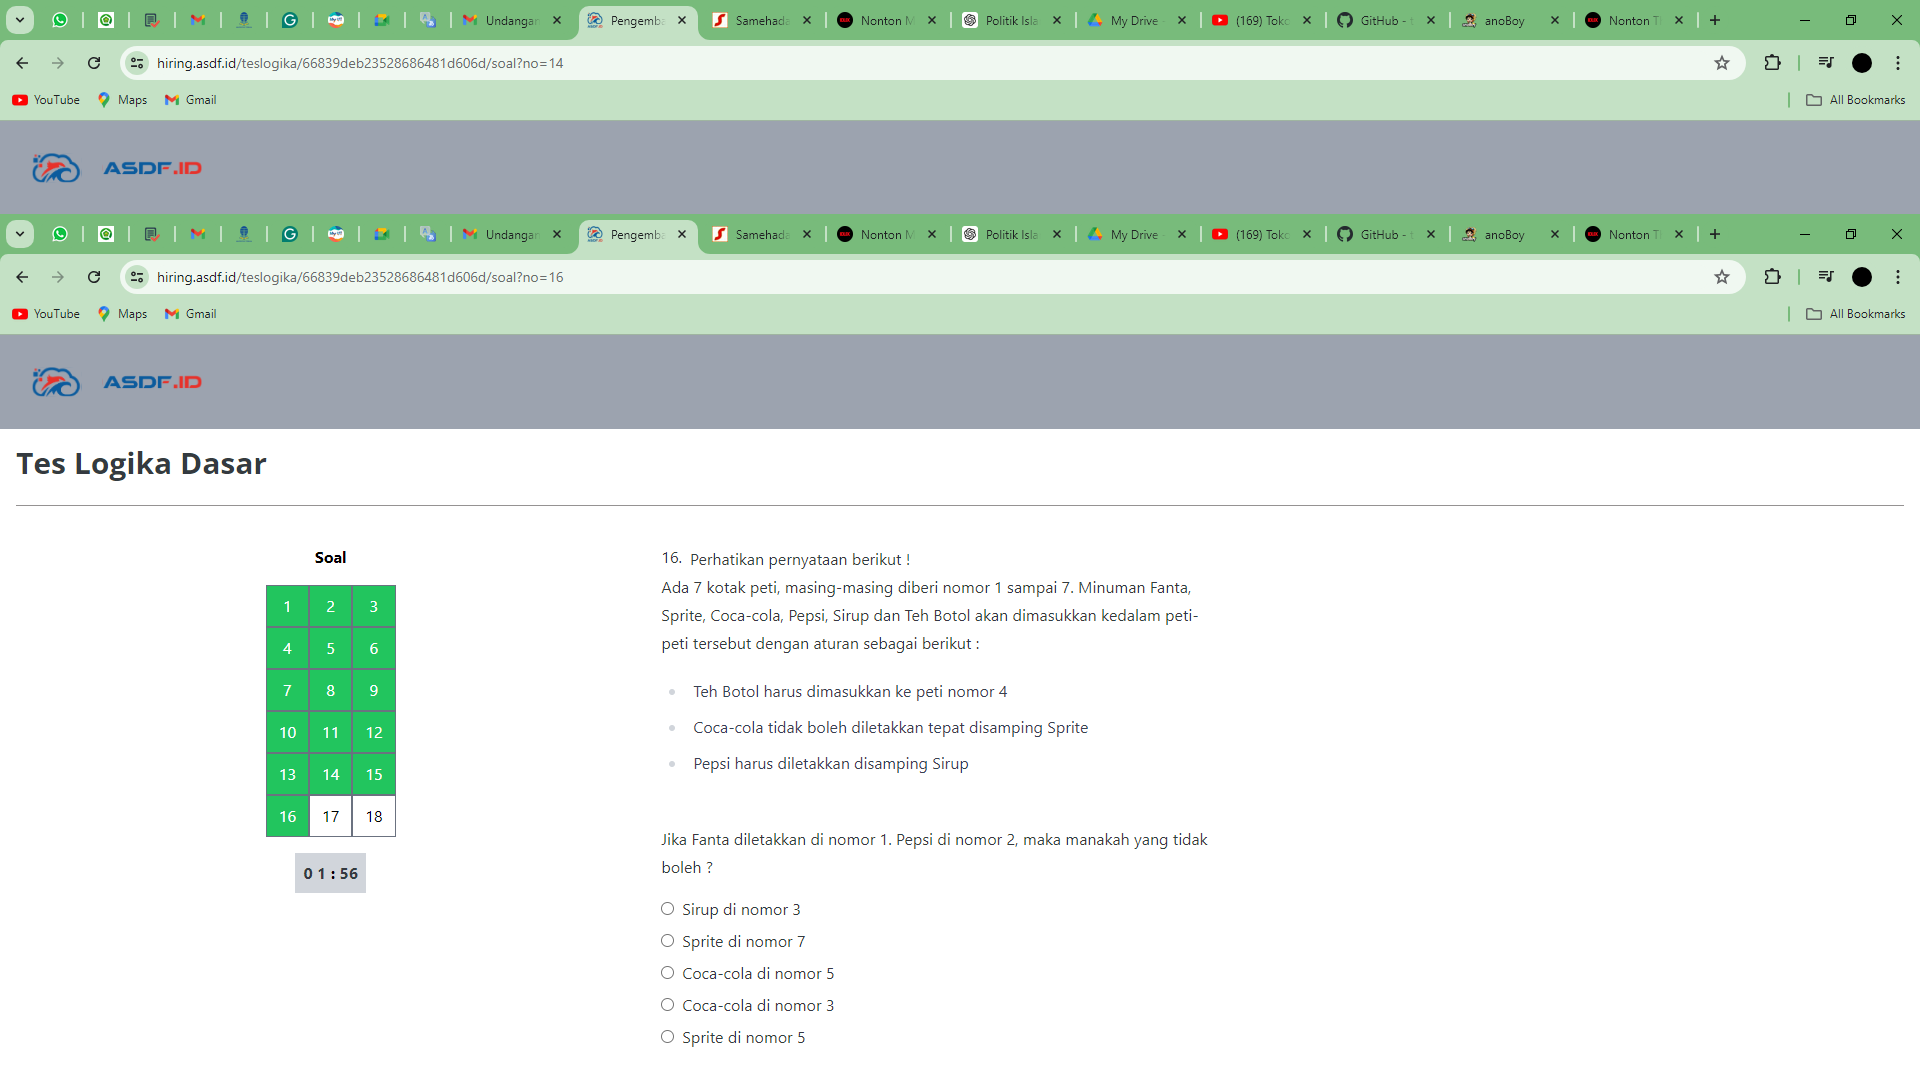 Undangan
Pengemba
Samehada
Nonton M
Politik Isla
My Drive -
(169) Toko
GitHub - t
anoBoy
Nonton Tl
hiring.asdf.id/teslogika/66839deb23528686481d606d/soal?no=14
YouTube
Maps
Gmail
All Bookmarks
ASDF.ID
Undangan
Pengemba
Samehada
Nonton M
Politik Isla
My Drive -
(169) Toko
GitHub - t
anoBoy
Nonton Tl
hiring.asdf.id/teslogika/66839deb23528686481d606d/soal?no=16
YouTube
Maps
Gmail
All Bookmarks
ASDF.ID
Tes Logika Dasar
Soal
1 2 3
4 5 6
7 8 9
10 11 12
13 14 15
16 17 18
0 1 : 56
16. Perhatikan pernyataan berikut !
Ada 7 kotak peti, masing-masing diberi nomor 1 sampai 7. Minuman Fanta,
Sprite, Coca-cola, Pepsi, Sirup dan Teh Botol akan dimasukkan kedalam peti-
peti tersebut dengan aturan sebagai berikut :
Teh Botol harus dimasukkan ke peti nomor 4
Coca-cola tidak boleh diletakkan tepat disamping Sprite
Pepsi harus diletakkan disamping Sirup
Jika Fanta diletakkan di nomor 1. Pepsi di nomor 2, maka manakah yang tidak
boleh ?
Sirup di nomor 3
Sprite di nomor 7
Coca-cola di nomor 5
Coca-cola di nomor 3
Sprite di nomor 5